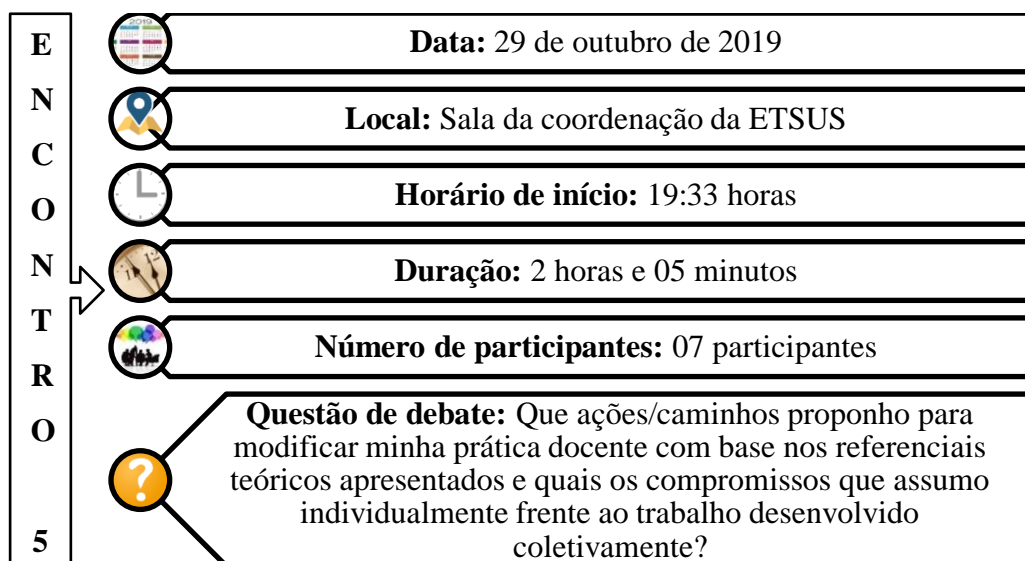 ENCONTRO 5
2019
Data: 29 de outubro de 2019
Local: Sala da coordenação da ETSUS
Horário de início: 19:33 horas
Duração: 2 horas e 05 minutos
Número de participantes: 07 participantes
Questão de debate: Que ações/caminhos proponho para
modificar minha prática docente com base nos referenciais
teóricos apresentados e quais os compromissos que assumo
individualmente frente ao trabalho desenvolvido
coletivamente?
?